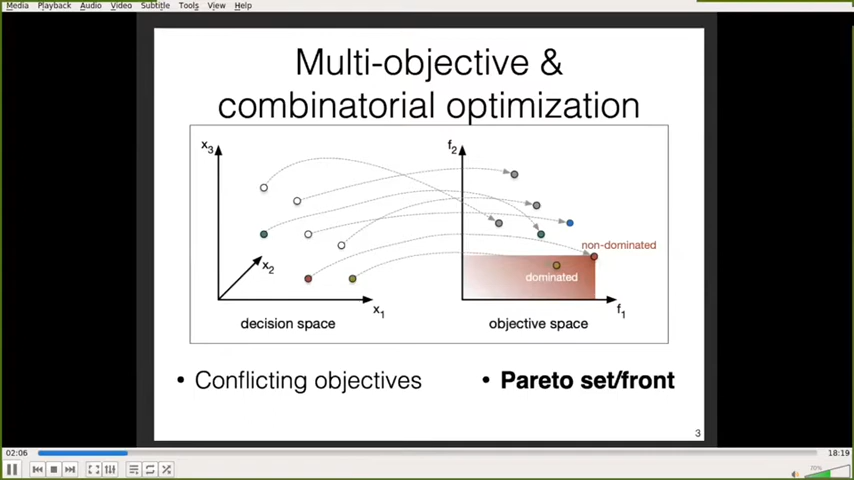 Media Playback Audio Video Subtitle Tools View Help
Multi-objective &
combinatorial optimization
x3
f2
non-dominated
x2
dominated
x1
f1
decision space
objective space
• Conflicting objectives
• Pareto set/front
3
02:06
18:19
70%